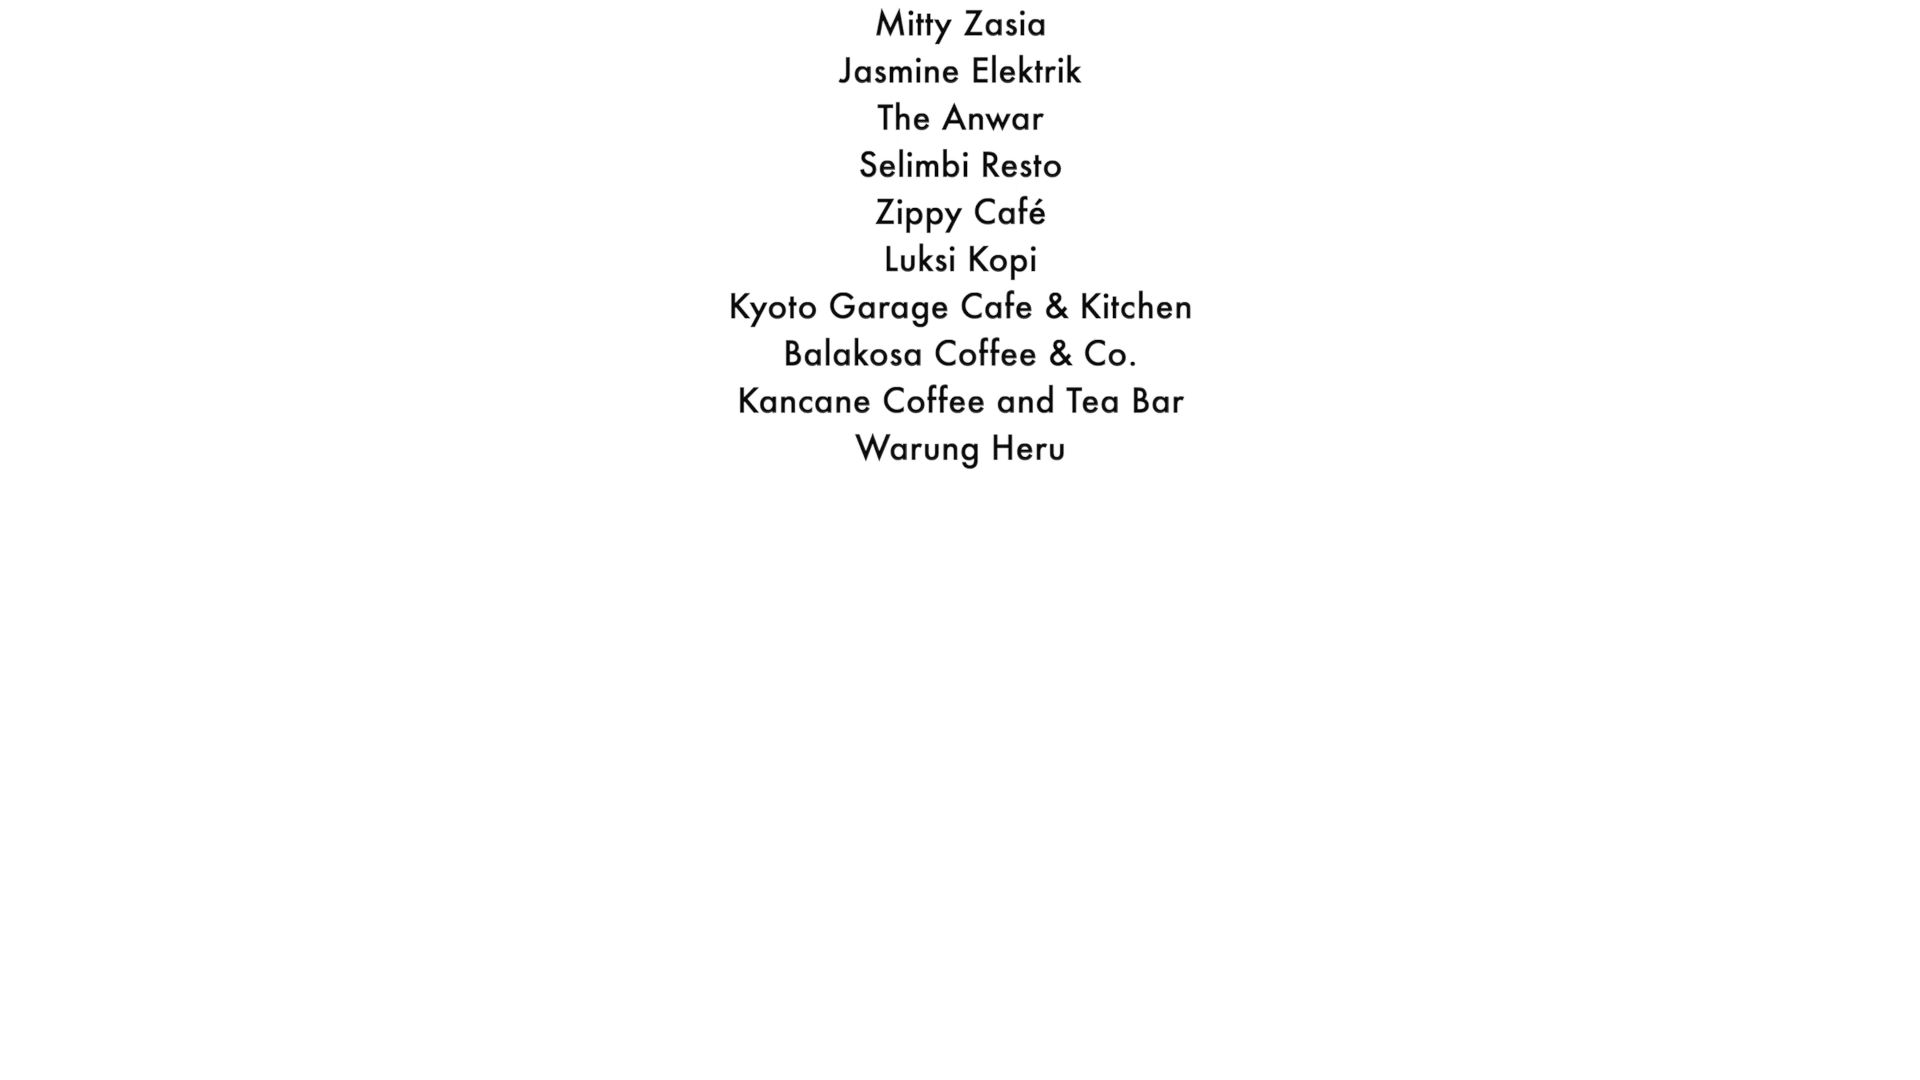 Mitty Zasia
Jasmine Elektrik
The Anwar
Selimbi Resto
Zippy Café
Luksi Kopi
Kyoto Garage Cafe & Kitchen
Balakosa Coffee & Co.
Kancane Coffee and Tea Bar
Warung Heru